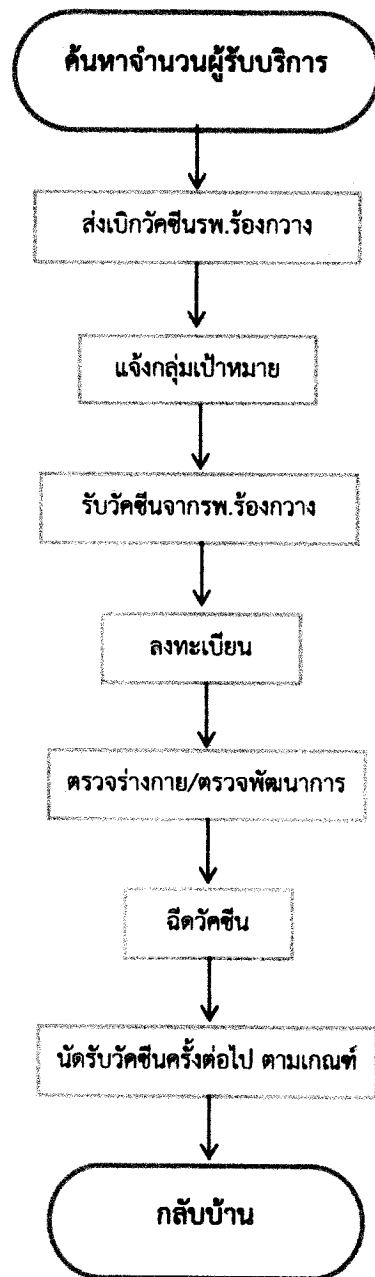 ค้นหาจำนวนผู้รับบริการ
ส่งเบิกวัคซีนรพ.ร้องกวาง
แจ้งกลุ่มเป้าหมาย
รับวัคซีนจากรพ.ร้องกวาง
ลงทะเบียน
ตรวจร่างกาย/ตรวจพัฒนาการ
ฉีดวัคซีน
นัดรับวัคซีนครั้งต่อไป ตามเกณฑ์
กลับบ้าน